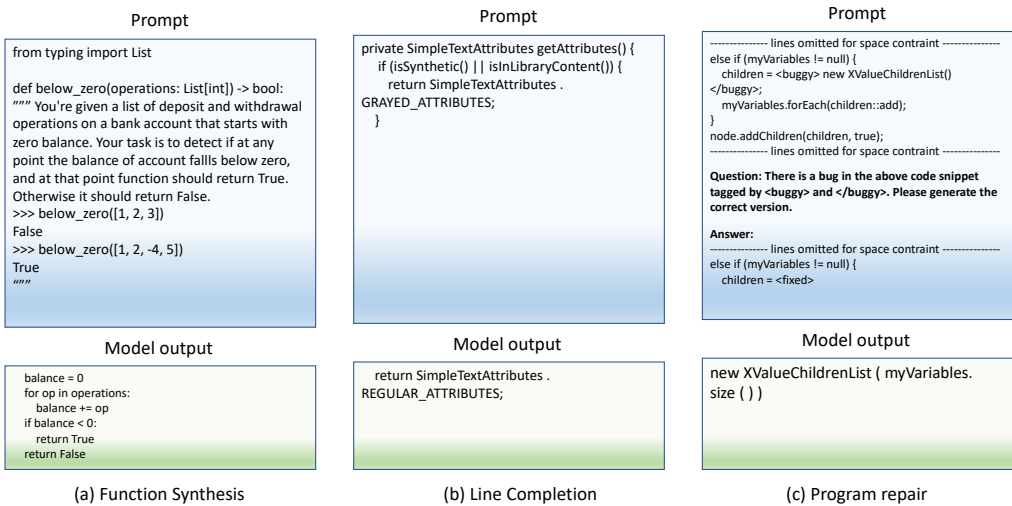 Prompt
from typing import List
def below_zero(operations: List[int]) -> bool:
””” You're given a list of deposit and withdrawal
operations on a bank account that starts with
zero balance. Your task is to detect if at any
point the balance of account fallls below zero,
and at that point function should return True.
Otherwise it should return False.
>>> below_zero([1, 2, 3])
False
>>> below_zero([1, 2, -4, 5])
True
“””
Model output
balance = 0
for op in operations:
balance += op
if balance < 0:
return True
return False
(a) Function Synthesis
Prompt
private SimpleTextAttributes getAttributes() {
if (isSynthetic() || isInLibraryContent()) {
return SimpleTextAttributes .
GRAYED_ATTRIBUTES;
}
Model output
return SimpleTextAttributes .
REGULAR_ATTRIBUTES;
(b) Line Completion
Prompt
--------------- lines omitted for space contraint ---------------
else if (myVariables != null) {
children = <buggy> new XValueChildrenList()
</buggy>;
myVariables.forEach(children::add);
}
node.addChildren(children, true);
--------------- lines omitted for space contraint ---------------
Question: There is a bug in the above code snippet
tagged by <buggy> and </buggy>. Please generate the
correct version.
Answer:
--------------- lines omitted for space contraint ---------------
else if (myVariables != null) {
children = <fixed>
Model output
new XValueChildrenList ( myVariables.
size ( ) )
(c) Program repair